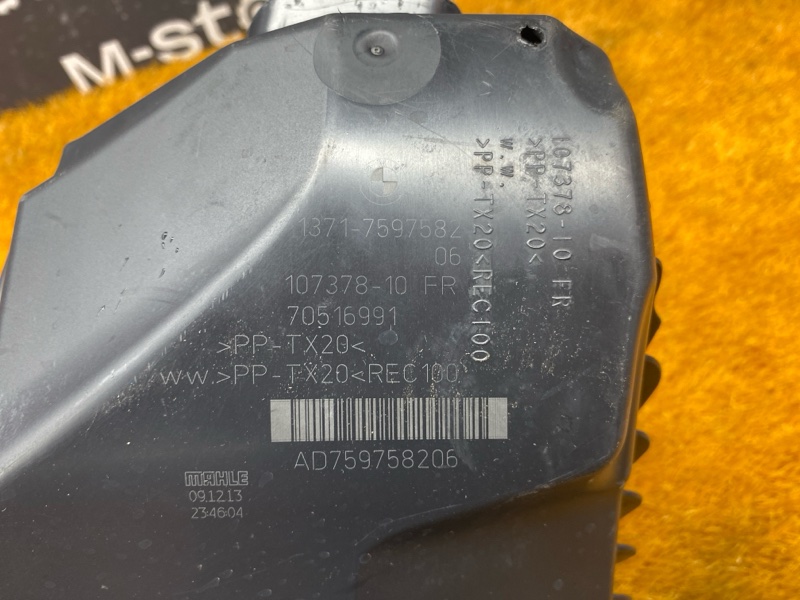 M-sto
1371-7597582
06
107378-10 FR
70516991
>PP-TX20<
ww.>PP-TX20<REC100
AD759758206
MAHLE
09.12.13
23:46:04
107378-10 FR
>PP-TX20<
w.w.
>PP-TX20<REC100